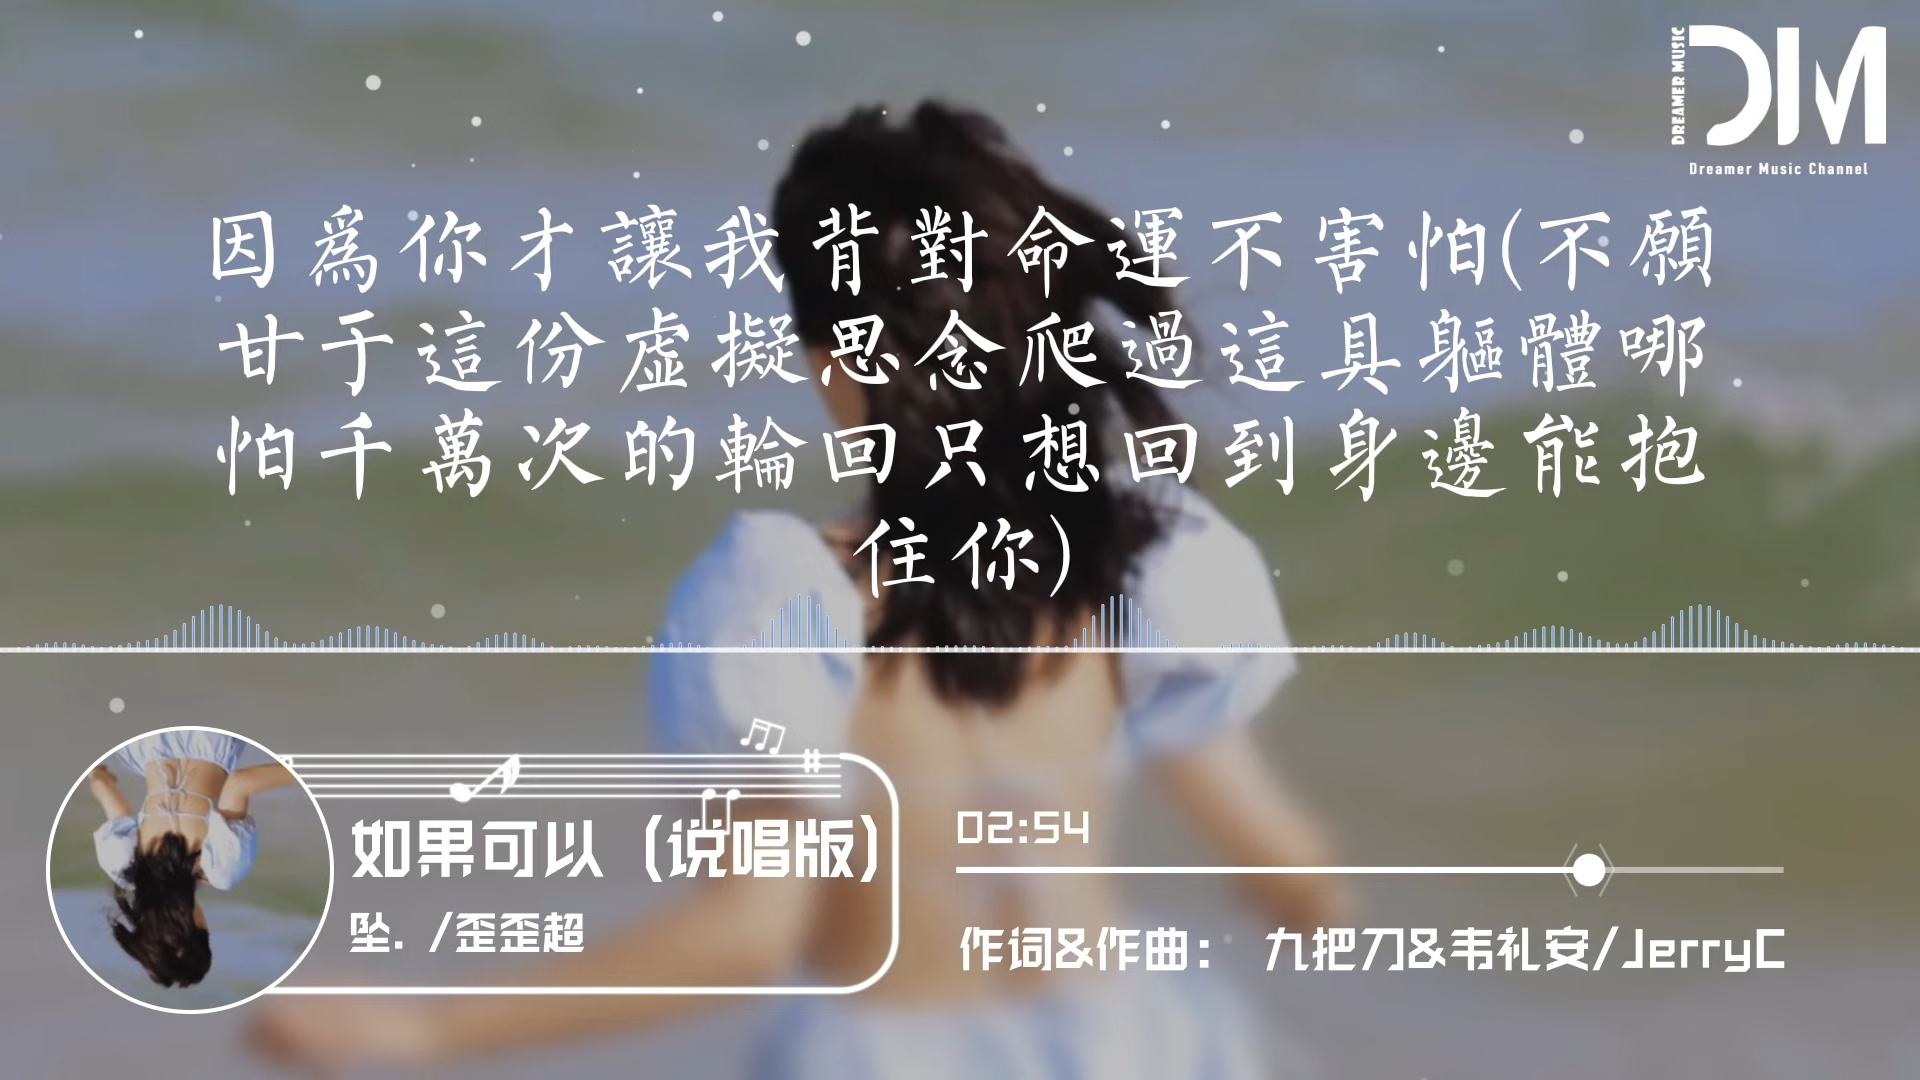 DREAMER MUSIC
DIM
Dreamer Music Channel
因為你才讓我背對命運不害怕(不願
甘于這份虛擬思念爬過這具軀體哪
怕千萬次的輪回只想回到身邊能抱
住你)
如果可以（说唱版）
坠. /歪歪超
02:54
作词&作曲： 九把刀&韦礼安/JerryC